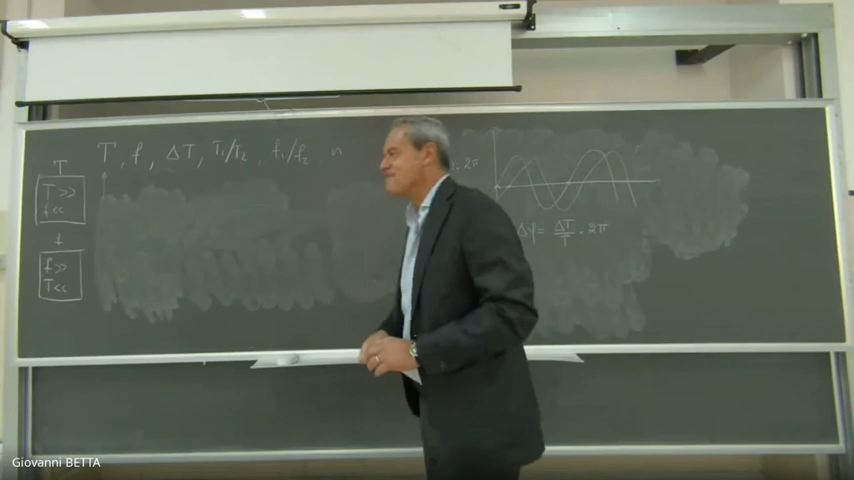 T, f, ΔT, T₁/T₂, f₁/f₂, n
T
T >>
f <<
f
f >>
T <<
. 2π
Δφ = ΔT/T · 2π
Giovanni BETTA